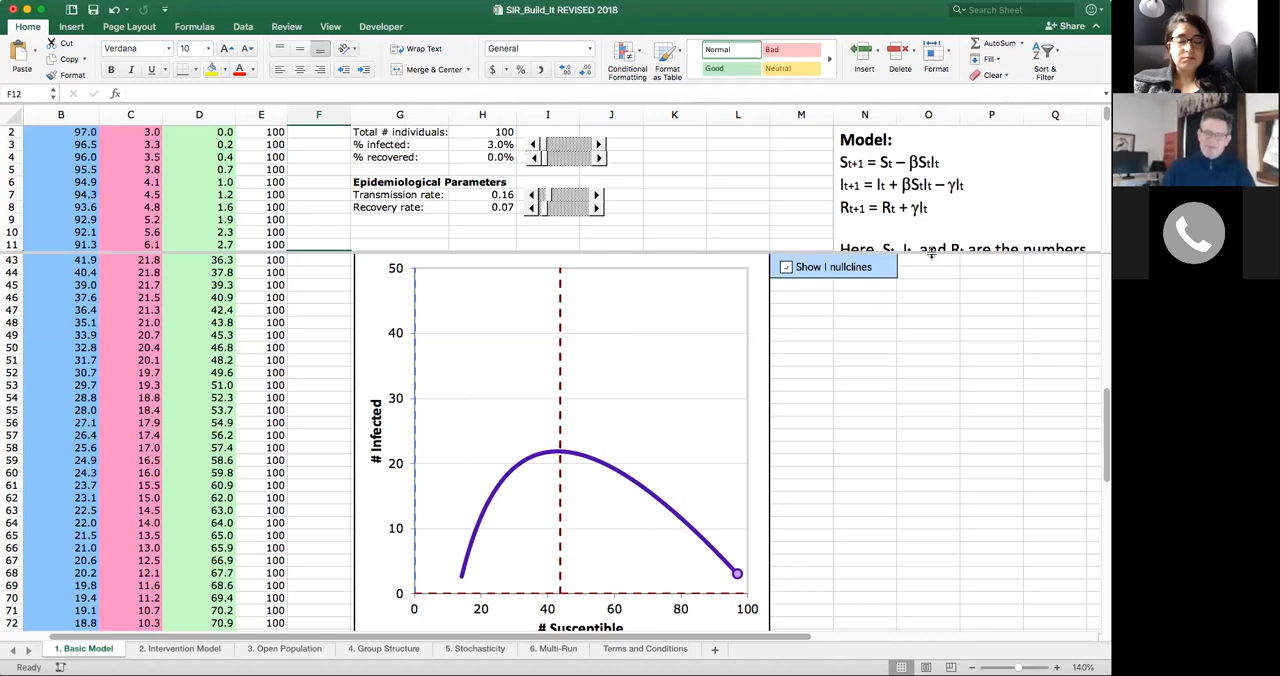 SIR_Build_It REVISED 2018
Search Sheet
Home Insert Page Layout Formulas Data Review View Developer
Share
Paste
Cut
Copy
Format
Verdana 10
A A
B I U A
Wrap Text
Merge & Center
General
$ %
Conditional Formatting
Format as Table
Normal Bad
Good Neutral
Insert Delete Format
AutoSum
Fill
Clear
Sort & Filter
F12 fx
B C D E F G H I J K L M N O P Q
2 97.0 3.0 0.0 100 Total # individuals: 100
3 96.5 3.3 0.2 100 % infected: 3.0%
4 96.0 3.5 0.4 100 % recovered: 0.0%
5 95.5 3.8 0.7 100
6 94.9 4.1 1.0 100 Epidemiological Parameters
7 94.3 4.5 1.2 100 Transmission rate: 0.16
8 93.6 4.8 1.6 100 Recovery rate: 0.07
9 92.9 5.2 1.9 100
10 92.1 5.6 2.3 100
11 91.3 6.1 2.7 100
Model:
St+1 = St – βStIt
It+1 = It + βStIt – γIt
Rt+1 = Rt + γIt
Here, St, It, and Rt are the numbers
43 41.9 21.8 36.3 100
44 40.4 21.8 37.8 100
45 39.0 21.7 39.3 100
46 37.6 21.5 40.9 100
47 36.4 21.3 42.4 100
48 35.1 21.0 43.8 100
49 33.9 20.7 45.3 100
50 32.8 20.4 46.8 100
51 31.7 20.1 48.2 100
52 30.7 19.7 49.6 100
53 29.7 19.3 51.0 100
54 28.8 18.8 52.3 100
55 28.0 18.4 53.7 100
56 27.1 17.9 54.9 100
57 26.4 17.4 56.2 100
58 25.6 17.0 57.4 100
59 24.9 16.5 58.6 100
60 24.3 16.0 59.8 100
61 23.7 15.5 60.9 100
62 23.1 15.0 62.0 100
63 22.5 14.5 63.0 100
64 22.0 14.0 64.0 100
65 21.5 13.5 65.0 100
66 21.0 13.0 65.9 100
67 20.6 12.5 66.9 100
68 20.2 12.1 67.7 100
69 19.8 11.6 68.6 100
70 19.4 11.2 69.4 100
71 19.1 10.7 70.2 100
72 18.8 10.3 70.9 100
Show I nullclines
50
40
30
20
10
0
# Infected
0 20 40 60 80 100
# Susceptible
1. Basic Model 2. Intervention Model 3. Open Population 4. Group Structure 5. Stochasticity 6. Multi-Run Terms and Conditions +
Ready
140%